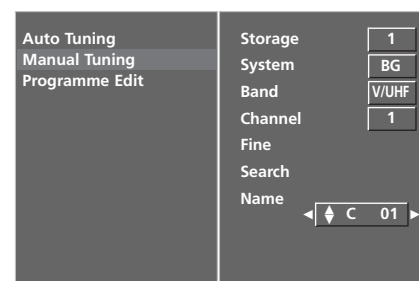 Auto Tuning
Manual Tuning
Programme Edit
Storage 1
System BG
Band V/UHF
Channel 1
Fine
Search
Name
C 01